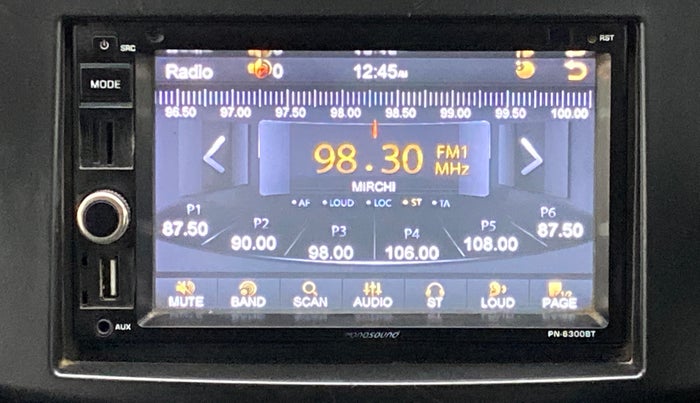 SRC
RST
MODE
Radio 0 12:45AM
96.50 97.00 97.50 98.00 98.50 99.00 99.50 100.00
98.30 FM1 MHz
MIRCHI
AF LOUD LOC ST TA
P1 P2 P3 P4 P5 P6
87.50 90.00 98.00 106.00 108.00 87.50
MUTE BAND SCAN AUDIO ST LOUD PAGE
AUX
PN-6300BT